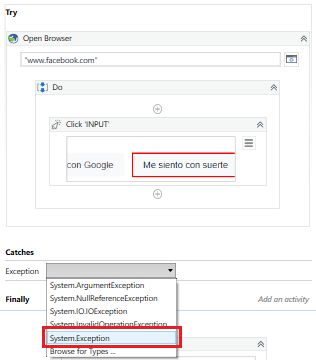 Try
Open Browser
"www.facebook.com"
Do
Click 'INPUT'
con Google
Me siento con suerte
Catches
Exception
System.ArgumentException
System.NullReferenceException
System.IO.IOException
Finally
Add an activity
System.InvalidOperationException
System.Exception
Browse for Types ...